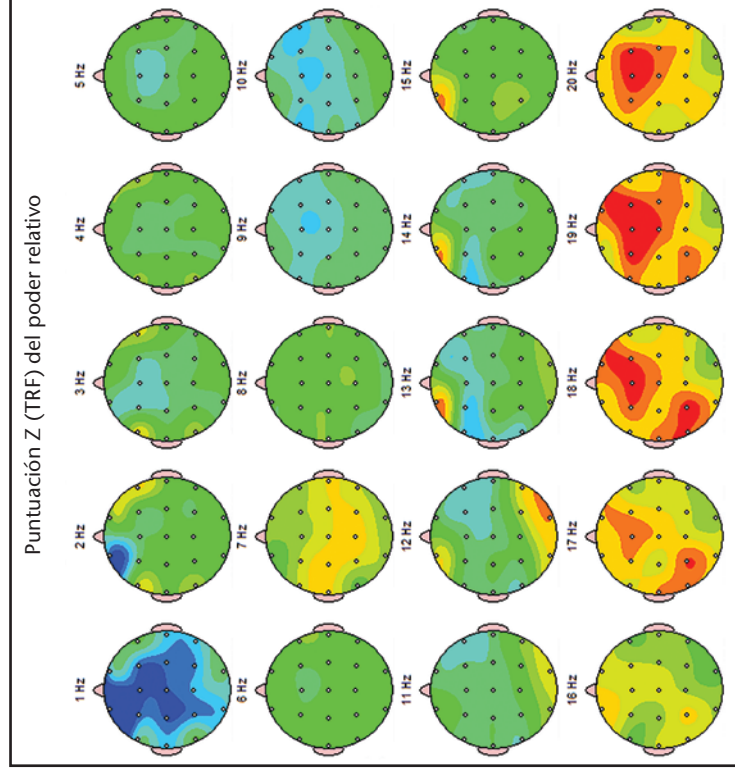 Puntuación Z (TRF) del poder relativo
1 Hz
2 Hz
3 Hz
4 Hz
5 Hz
6 Hz
7 Hz
8 Hz
9 Hz
10 Hz
11 Hz
12 Hz
13 Hz
14 Hz
15 Hz
16 Hz
17 Hz
18 Hz
19 Hz
20 Hz